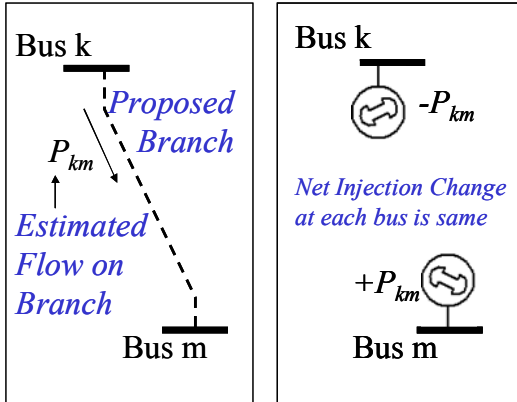 Bus k
Proposed
Branch
P_km
Estimated
Flow on
Branch
Bus m
Bus k
-P_km
Net Injection Change
at each bus is same
+P_km
Bus m